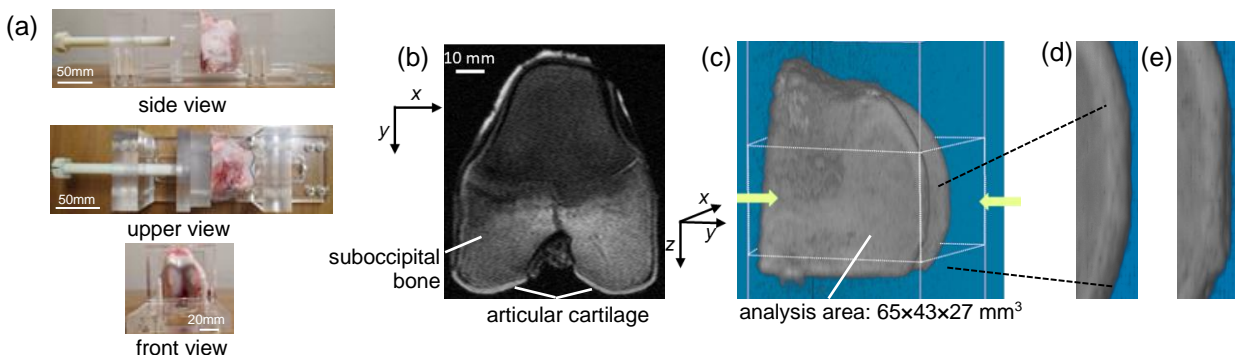 (a)
50mm
side view
50mm
upper view
20mm
front view
(b)
10 mm
x
y
suboccipital
bone
articular cartilage
(c)
x
y
z
analysis area: 65×43×27 mm³
(d)
(e)